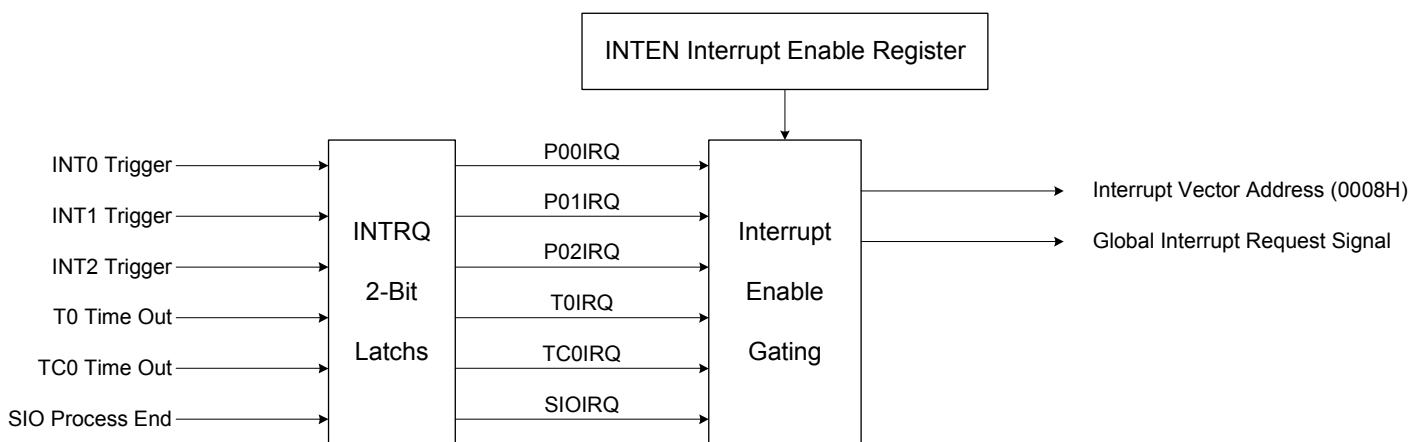 INTEN Interrupt Enable Register
INT0 Trigger
INT1 Trigger
INT2 Trigger
T0 Time Out
TC0 Time Out
SIO Process End
INTRQ
2-Bit
Latchs
P00IRQ
P01IRQ
P02IRQ
T0IRQ
TC0IRQ
SIOIRQ
Interrupt
Enable
Gating
Interrupt Vector Address (0008H)
Global Interrupt Request Signal